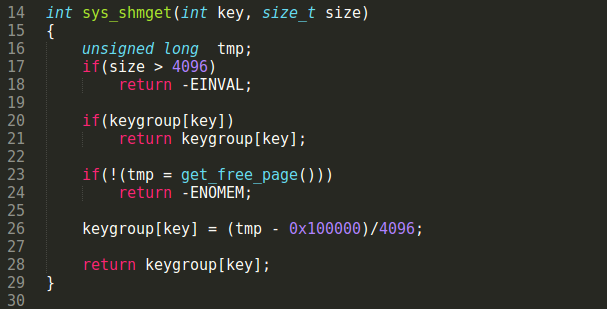 14 int sys_shmget(int key, size_t size)
15 {
16     unsigned long  tmp;
17     if(size > 4096)
18         return -EINVAL;
19
20     if(keygroup[key])
21         return keygroup[key];
22
23     if(!(tmp = get_free_page()))
24         return -ENOMEM;
25
26     keygroup[key] = (tmp - 0x100000)/4096;
27
28     return keygroup[key];
29 }
30